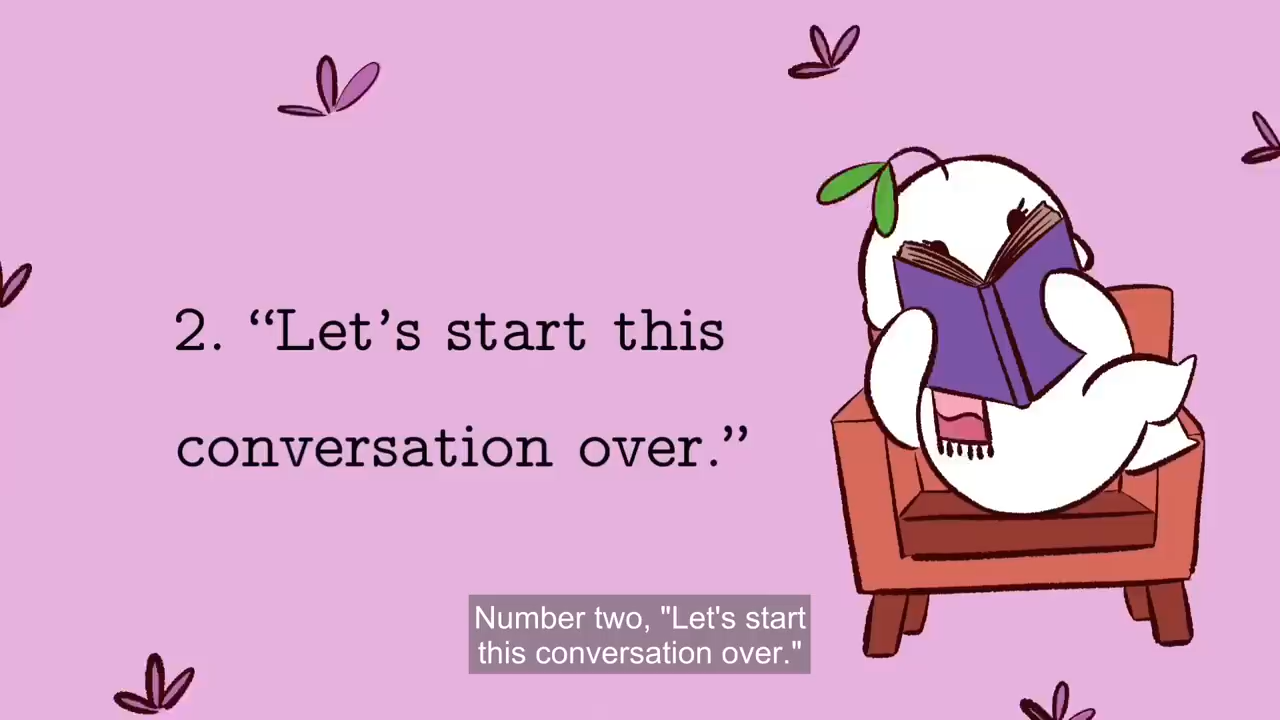 2. “Let’s start this
conversation over.”
Number two, "Let's start
this conversation over."